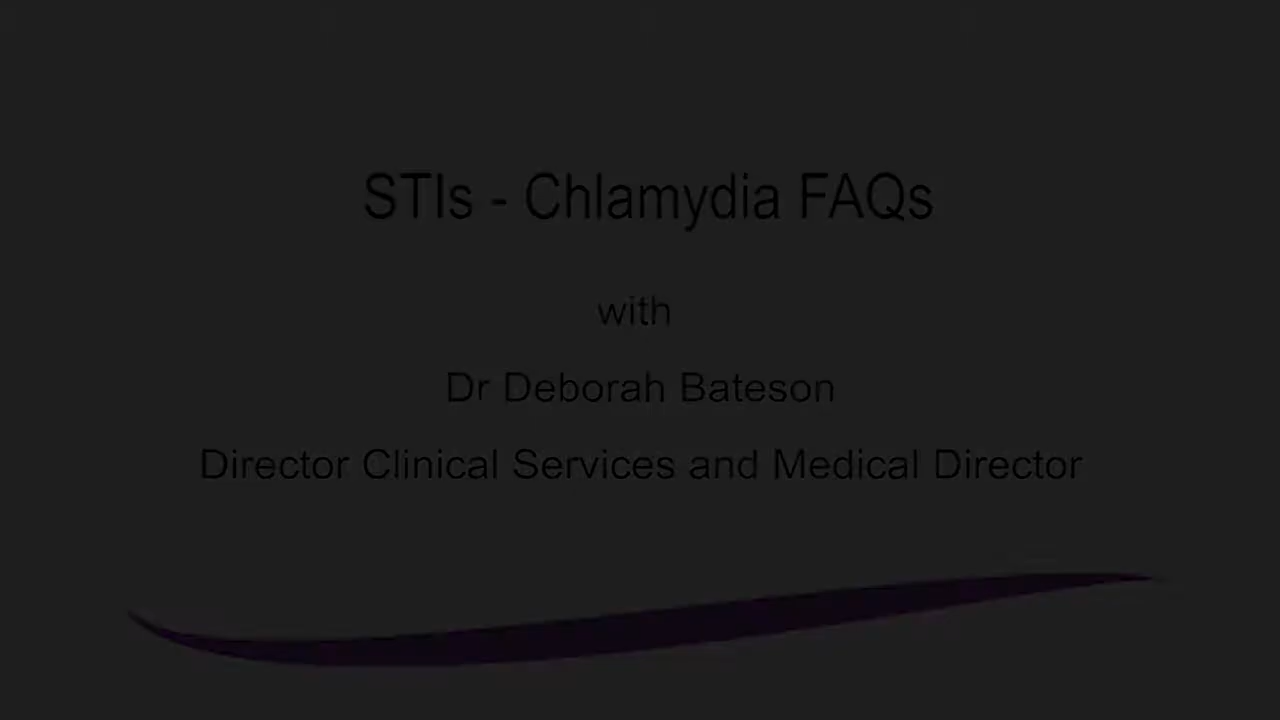 STIs - Chlamydia FAQs
with
Dr Deborah Bateson
Director Clinical Services and Medical Director